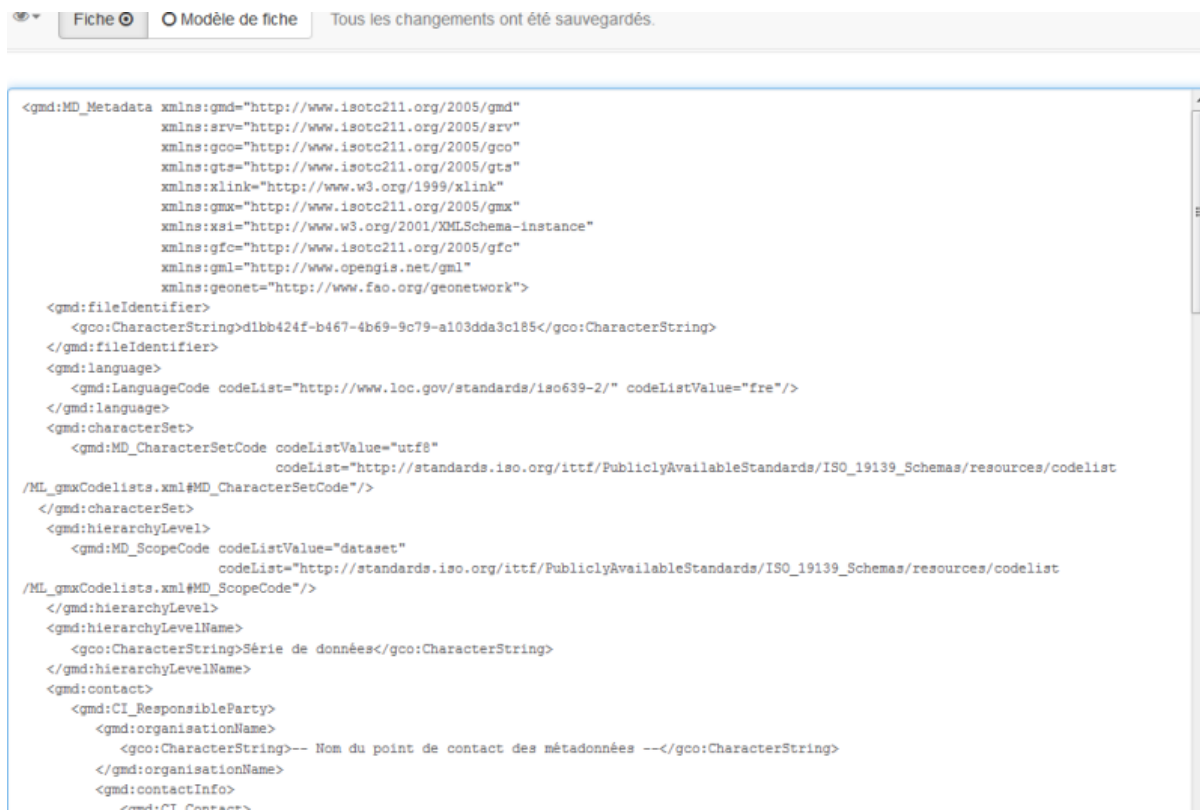 Fiche Modèle de fiche Tous les changements ont été sauvegardés.
<gmd:MD_Metadata xmlns:gmd="http://www.isotc211.org/2005/gmd"
xmlns:srv="http://www.isotc211.org/2005/srv"
xmlns:gco="http://www.isotc211.org/2005/gco"
xmlns:gts="http://www.isotc211.org/2005/gts"
xmlns:xlink="http://www.w3.org/1999/xlink"
xmlns:gmx="http://www.isotc211.org/2005/gmx"
xmlns:xsi="http://www.w3.org/2001/XMLSchema-instance"
xmlns:gfc="http://www.isotc211.org/2005/gfc"
xmlns:gml="http://www.opengis.net/gml"
xmlns:geonet="http://www.fao.org/geonetwork">
<gmd:fileIdentifier>
<gco:CharacterString>d1bb424f-b467-4b69-9c79-a103dda3c185</gco:CharacterString>
</gmd:fileIdentifier>
<gmd:language>
<gmd:LanguageCode codeList="http://www.loc.gov/standards/iso639-2/" codeListValue="fre"/>
</gmd:language>
<gmd:characterSet>
<gmd:MD_CharacterSetCode codeListValue="utf8"
codeList="http://standards.iso.org/ittf/PubliclyAvailableStandards/ISO_19139_Schemas/resources/codelist
/ML_gmxCodelists.xml#MD_CharacterSetCode"/>
</gmd:characterSet>
<gmd:hierarchyLevel>
<gmd:MD_ScopeCode codeListValue="dataset"
codeList="http://standards.iso.org/ittf/PubliclyAvailableStandards/ISO_19139_Schemas/resources/codelist
/ML_gmxCodelists.xml#MD_ScopeCode"/>
</gmd:hierarchyLevel>
<gmd:hierarchyLevelName>
<gco:CharacterString>Série de données</gco:CharacterString>
</gmd:hierarchyLevelName>
<gmd:contact>
<gmd:CI_ResponsibleParty>
<gmd:organisationName>
<gco:CharacterString>-- Nom du point de contact des métadonnées --</gco:CharacterString>
</gmd:organisationName>
<gmd:contactInfo>
<gmd:CI_Contact>